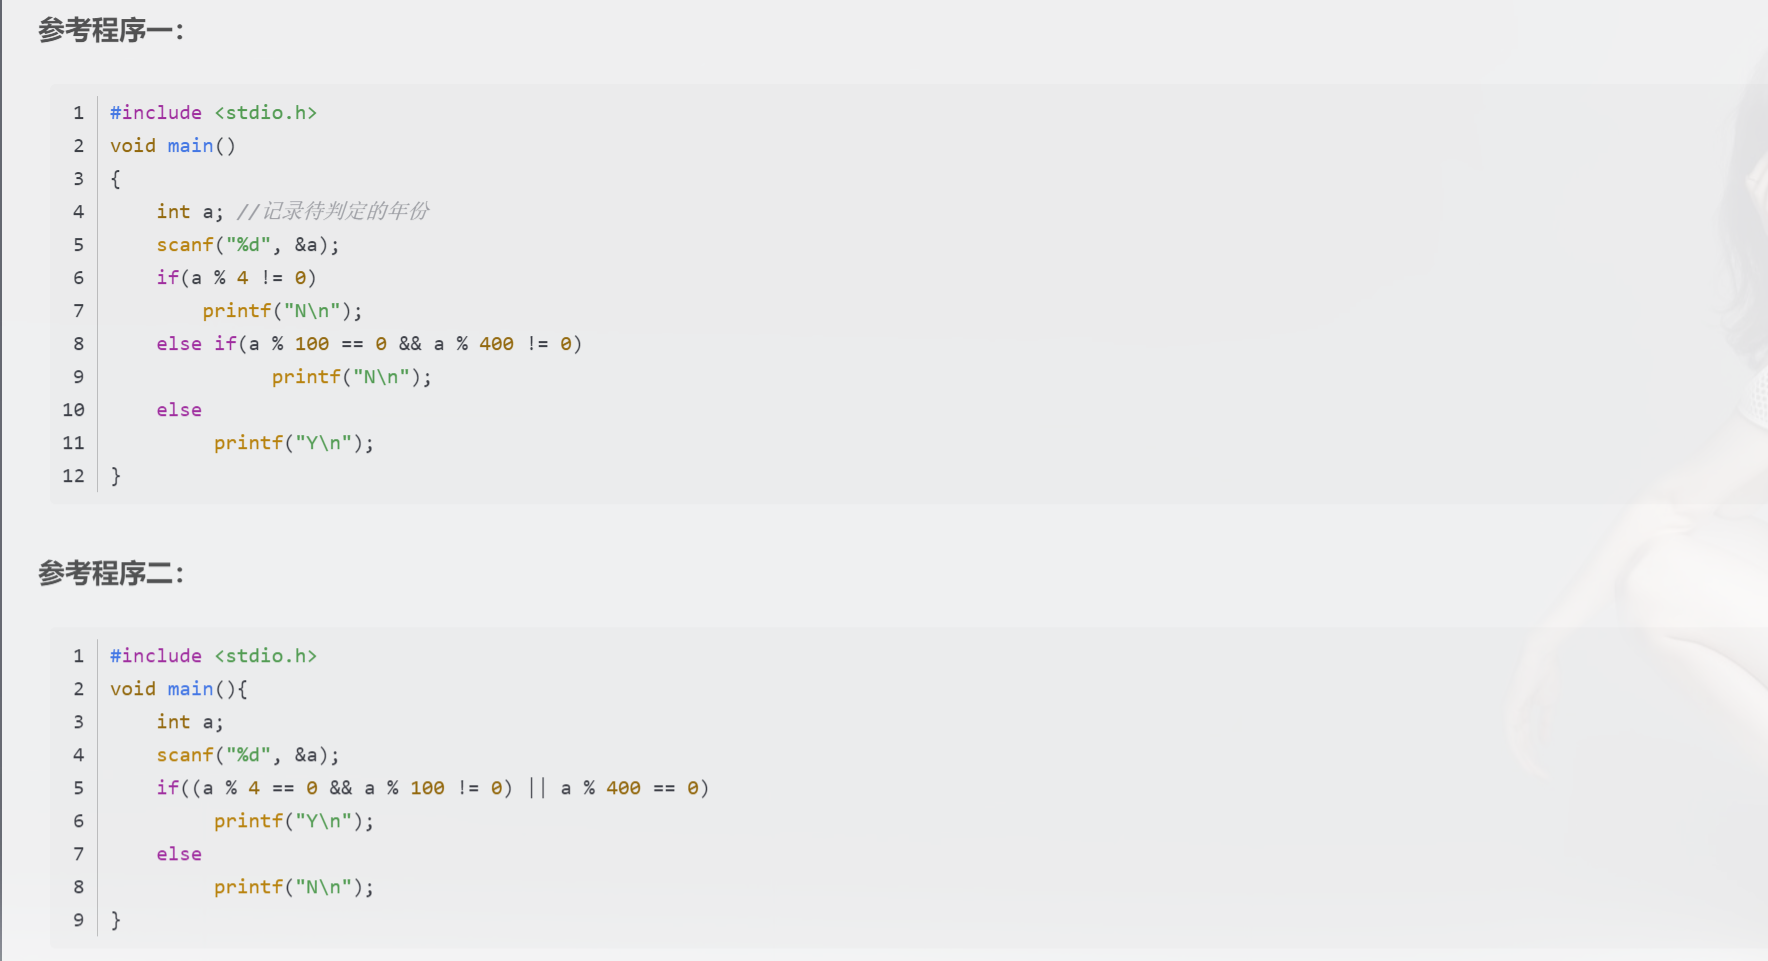 参考程序一：
1 #include <stdio.h>
2 void main()
3 {
4     int a; //记录待判定的年份
5     scanf("%d", &a);
6     if(a % 4 != 0)
7         printf("N\n");
8     else if(a % 100 == 0 && a % 400 != 0)
9               printf("N\n");
10     else
11          printf("Y\n");
12 }
参考程序二：
1 #include <stdio.h>
2 void main(){
3     int a;
4     scanf("%d", &a);
5     if((a % 4 == 0 && a % 100 != 0) || a % 400 == 0)
6          printf("Y\n");
7     else
8          printf("N\n");
9 }